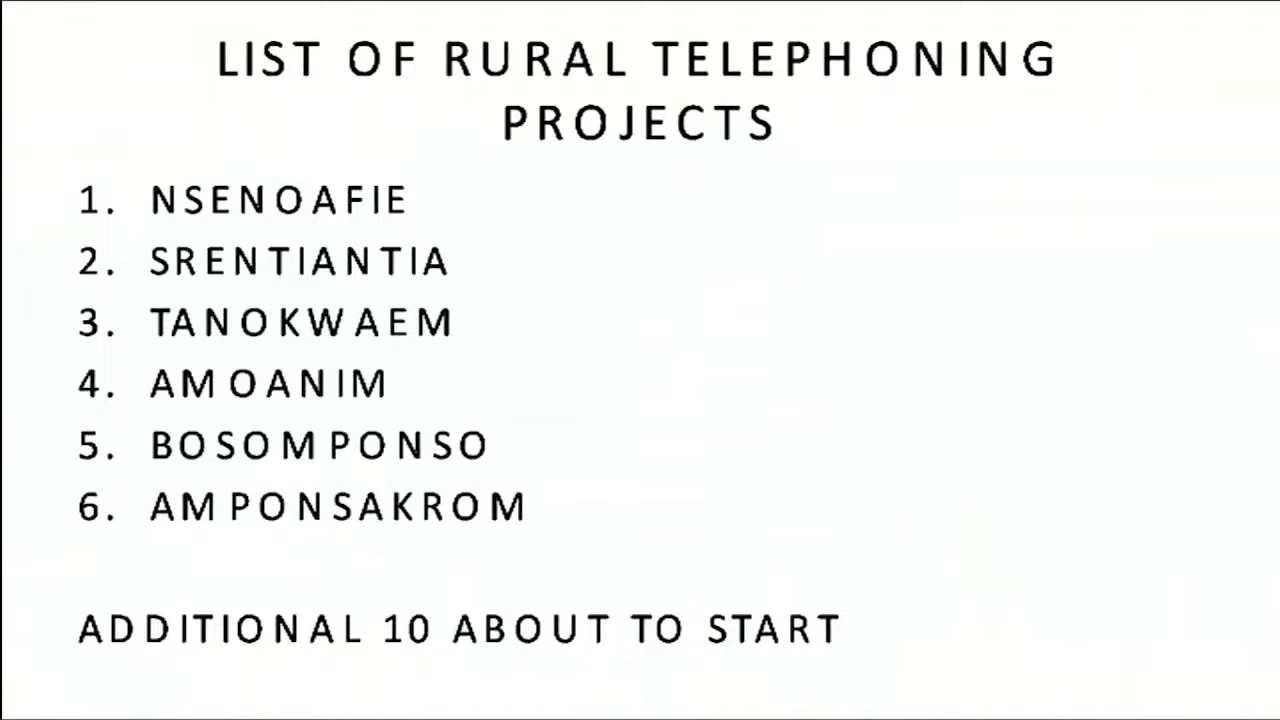 LIST OF RURAL TELEPHONING
PROJECTS
1. NSENOAFIE
2. SRENTIANTIA
3. TANOKWAEM
4. AMOANIM
5. BOSOMPONSO
6. AMPONSAKROM
ADDITIONAL 10 ABOUT TO START